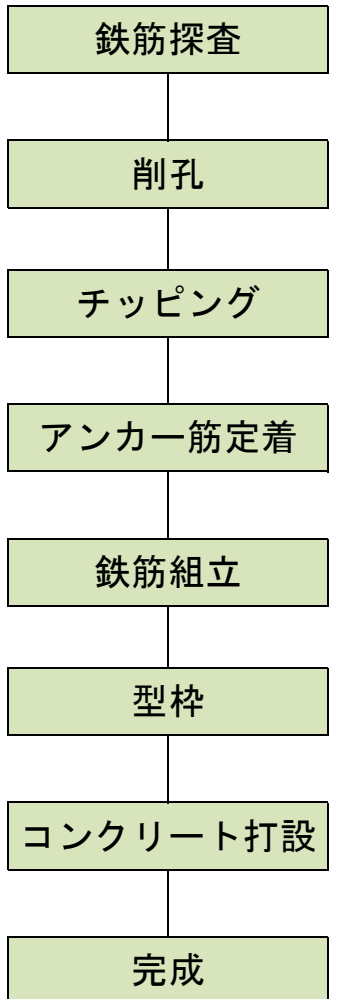 鉄筋探査
削孔
チッピング
アンカー筋定着
鉄筋組立
型枠
コンクリート打設
完成